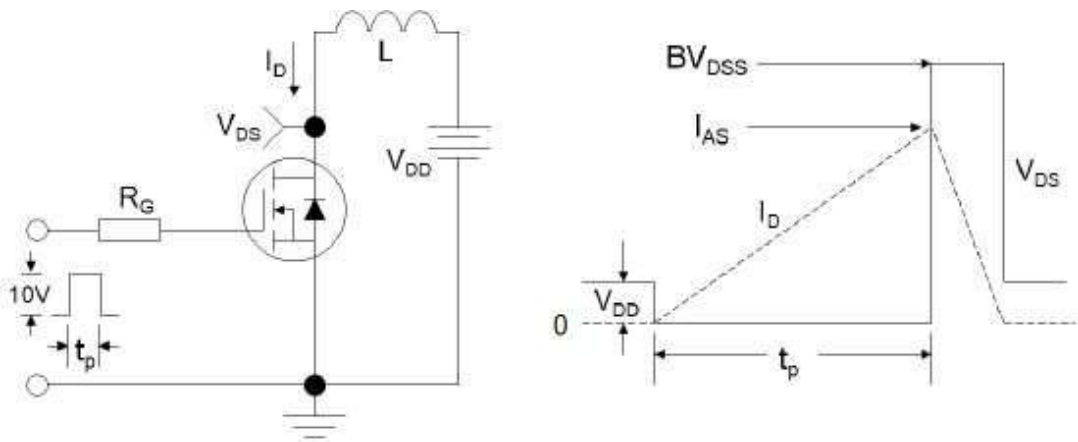 L
I_D
V_DS
V_DD
R_G
10V
t_p
BV_DSS
I_AS
V_DS
I_D
V_DD
0
t_p